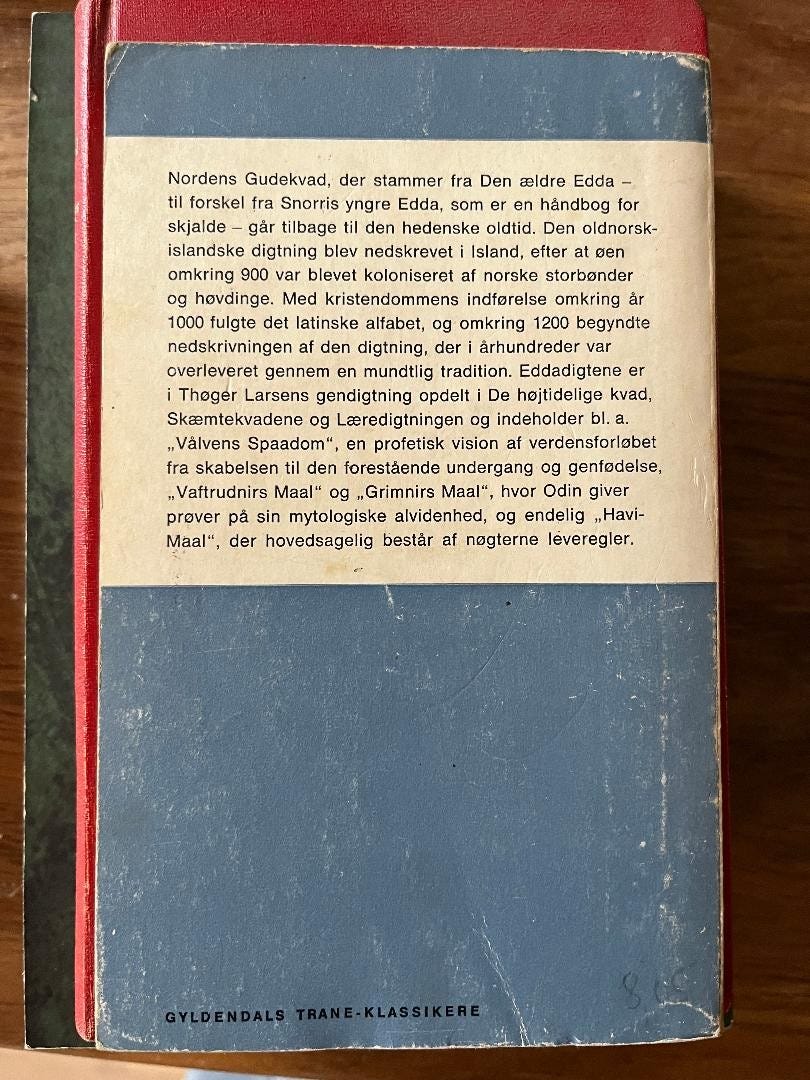 Nordens Gudekvad, der stammer fra Den ældre Edda –
til forskel fra Snorris yngre Edda, som er en håndbog for
skjalde – går tilbage til den hedenske oldtid. Den oldnorsk-
islandske digtning blev nedskrevet i Island, efter at øen
omkring 900 var blevet koloniseret af norske storbønder
og høvdinge. Med kristendommens indførelse omkring år
1000 fulgte det latinske alfabet, og omkring 1200 begyndte
nedskrivningen af den digtning, der i århundreder var
overleveret gennem en mundtlig tradition. Eddadigtene er
i Thøger Larsens gendigtning opdelt i De højtidelige kvad,
Skæmtekvadene og Læredigtningen og indeholder bl. a.
„Vålvens Spaadom“, en profetisk vision af verdensforløbet
fra skabelsen til den forestående undergang og genfødelse,
„Vaftrudnirs Maal“ og „Grimnirs Maal“, hvor Odin giver
prøver på sin mytologiske alvidenhed, og endelig „Havi-
Maal“, der hovedsagelig består af nøgterne leveregler.
GYLDENDALS TRANE-KLASSIKERE